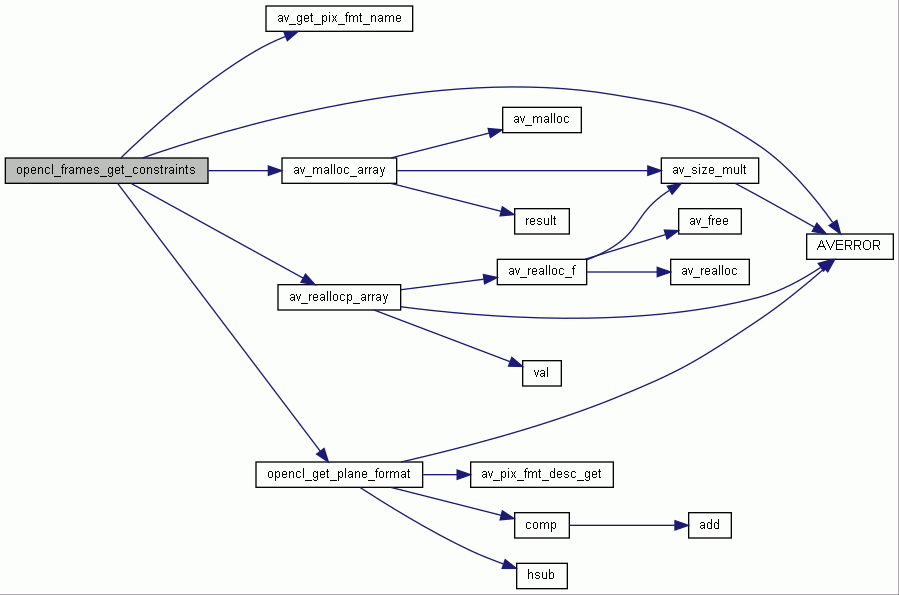 av_get_pix_fmt_name
av_malloc
opencl_frames_get_constraints
av_malloc_array
av_size_mult
result
av_free
AVERROR
av_realloc_f
av_realloc
av_reallocp_array
val
opencl_get_plane_format
av_pix_fmt_desc_get
comp
add
hsub